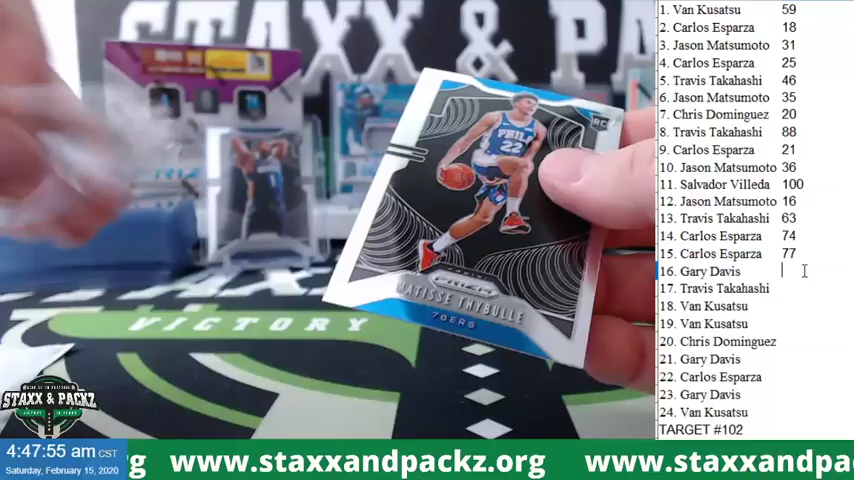 STAXX & PACK
PHILA
22
RC
PRIZM
MATISSE THYBULLE
76ERS
VICTORY
1. Van Kusatsu 59
2. Carlos Esparza 18
3. Jason Matsumoto 31
4. Carlos Esparza 25
5. Travis Takahashi 46
6. Jason Matsumoto 35
7. Chris Dominguez 20
8. Travis Takahashi 88
9. Carlos Esparza 21
10. Jason Matsumoto 36
11. Salvador Villeda 100
12. Jason Matsumoto 16
13. Travis Takahashi 63
14. Carlos Esparza 74
15. Carlos Esparza 77
16. Gary Davis
17. Travis Takahashi
18. Van Kusatsu
19. Van Kusatsu
20. Chris Dominguez
21. Gary Davis
22. Carlos Esparza
23. Gary Davis
24. Van Kusatsu
TARGET #102
STAXX & PACKZ
4:47:55 am CST
Saturday, February 15, 2020
g www.staxxandpackz.org www.staxxandpa